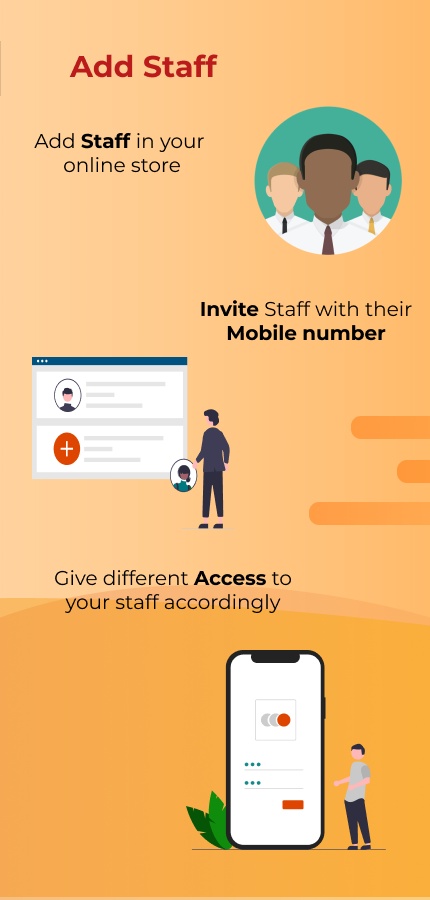 Add Staff
Add Staff in your
online store
Invite Staff with their
Mobile number
Give different Access to
your staff accordingly